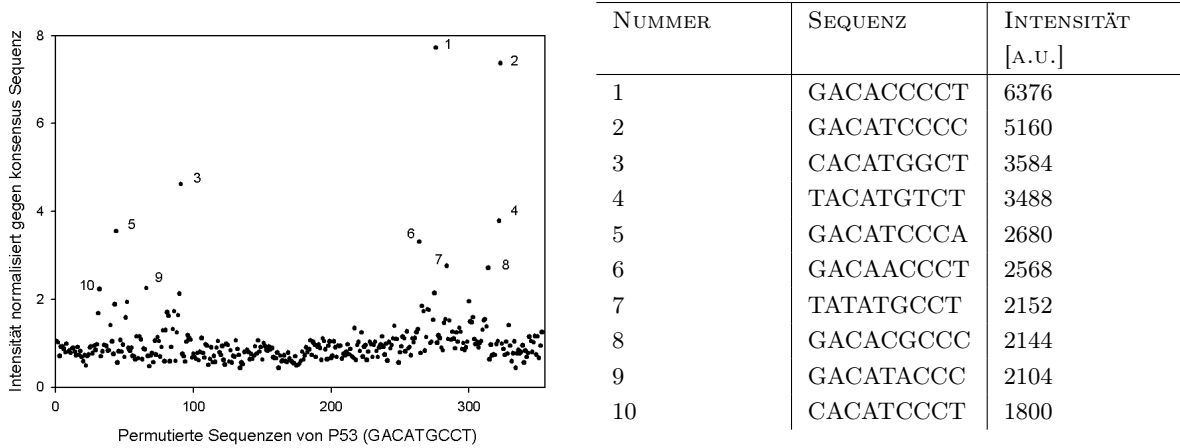 Intensität normalisiert gegen konsensus Sequenz
8
6
4
2
0
1
2
3
4
5
6
7
8
9
10
0 100 200 300
Permutierte Sequenzen von P53 (GACATGCCT)
NUMMER SEQUENZ INTENSITÄT
[A.U.]
1 GACACCCCT 6376
2 GACATCCCC 5160
3 CACATGGCT 3584
4 TACATGTCT 3488
5 GACATCCCA 2680
6 GACAACCCT 2568
7 TATATGCCT 2152
8 GACACGCCC 2144
9 GACATACCC 2104
10 CACATCCCT 1800